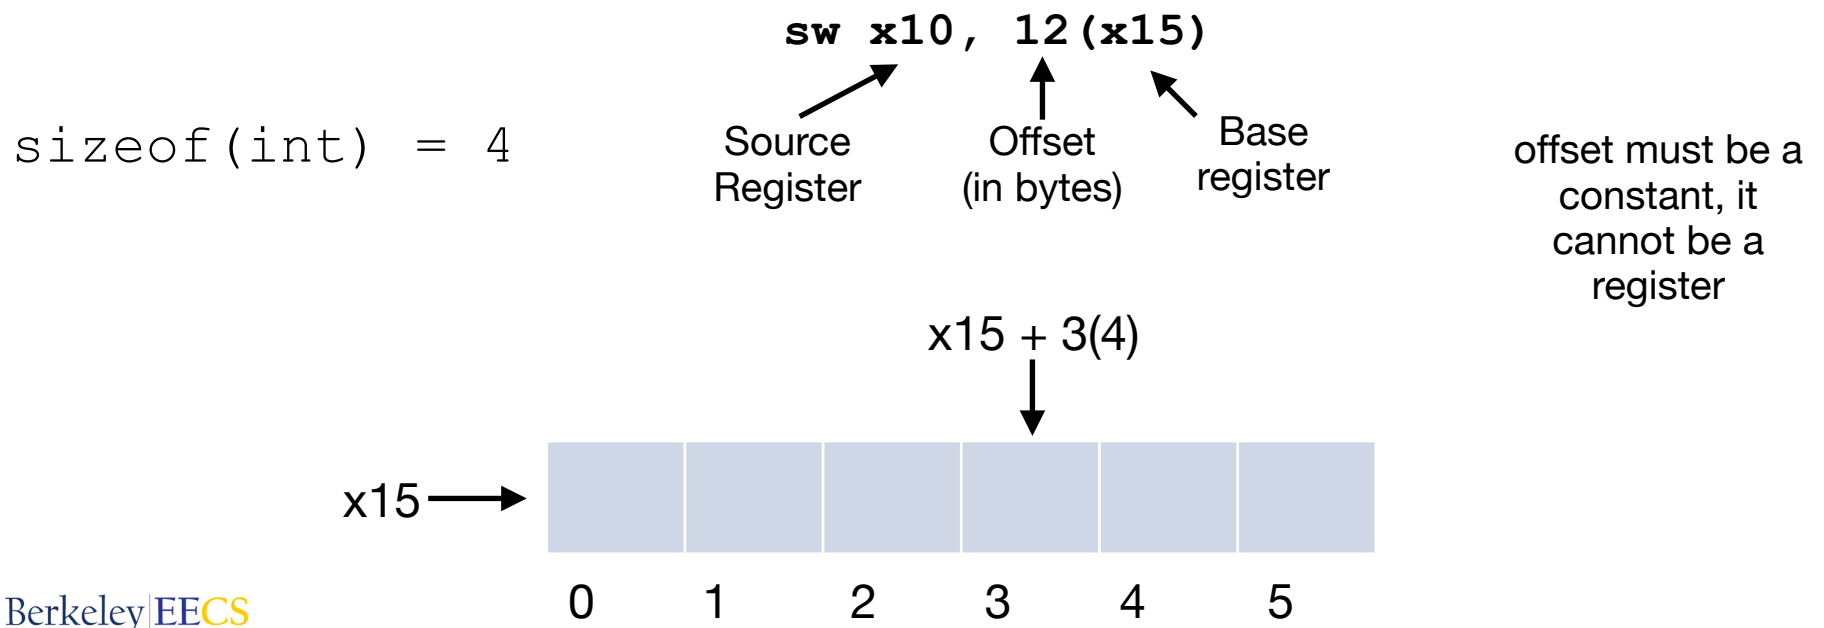 sw x10, 12(x15)
sizeof(int) = 4
Source
Register
Offset
(in bytes)
Base
register
offset must be a
constant, it
cannot be a
register
x15 + 3(4)
x15
0 1 2 3 4 5
Berkeley|EECS